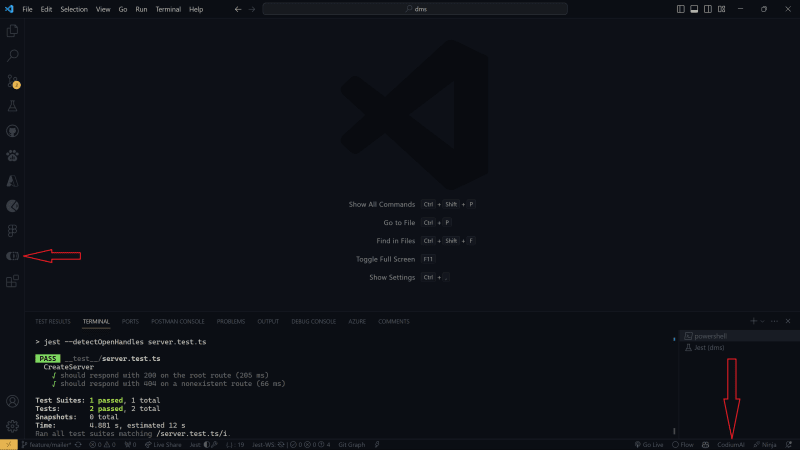 File Edit Selection View Go Run Terminal Help
dms
Show All Commands Ctrl + Shift + P
Go to File Ctrl + P
Find in Files Ctrl + Shift + F
Toggle Full Screen F11
Show Settings Ctrl + ,
TEST RESULTS TERMINAL PORTS POSTMAN CONSOLE PROBLEMS OUTPUT DEBUG CONSOLE AZURE COMMENTS
> jest --detectOpenHandles server.test.ts
powershell
Jest (dms)
PASS __test__/server.test.ts
CreateServer
√ should respond with 200 on the root route (205 ms)
√ should respond with 404 on a nonexistent route (66 ms)
Test Suites: 1 passed, 1 total
Tests: 2 passed, 2 total
Snapshots: 0 total
Time: 4.881 s, estimated 12 s
Ran all test suites matching /server.test.ts/i.
feature/mailer* 0 0 0 Live Share Jest {..} : 19 Jest-WS: 0 0 4 Git Graph Go Live Flow CodiumAI Ninja